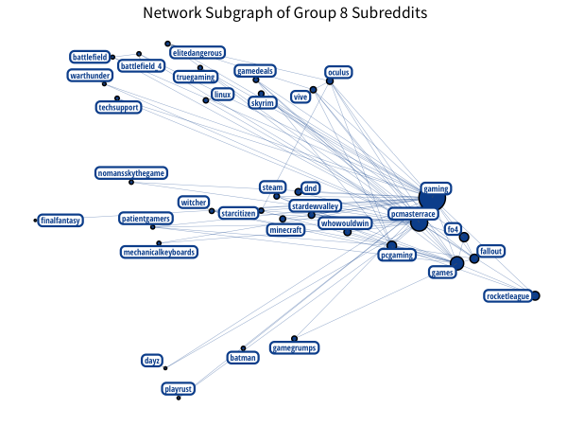 Network Subgraph of Group 8 Subreddits
elitedangerous
battlefield
battlefield_4
warthunder
truegaming
gamedeals
oculus
linux
vive
skyrim
techsupport
nomansskythegame
steam
dnd
gaming
witcher
stardewvalley
starcitizen
pcmasterrace
finalfantasy
patientgamers
whowouldwin
minecraft
fo4
mechanicalkeyboards
pcgaming
fallout
games
rocketleague
gamegrumps
batman
dayz
playrust